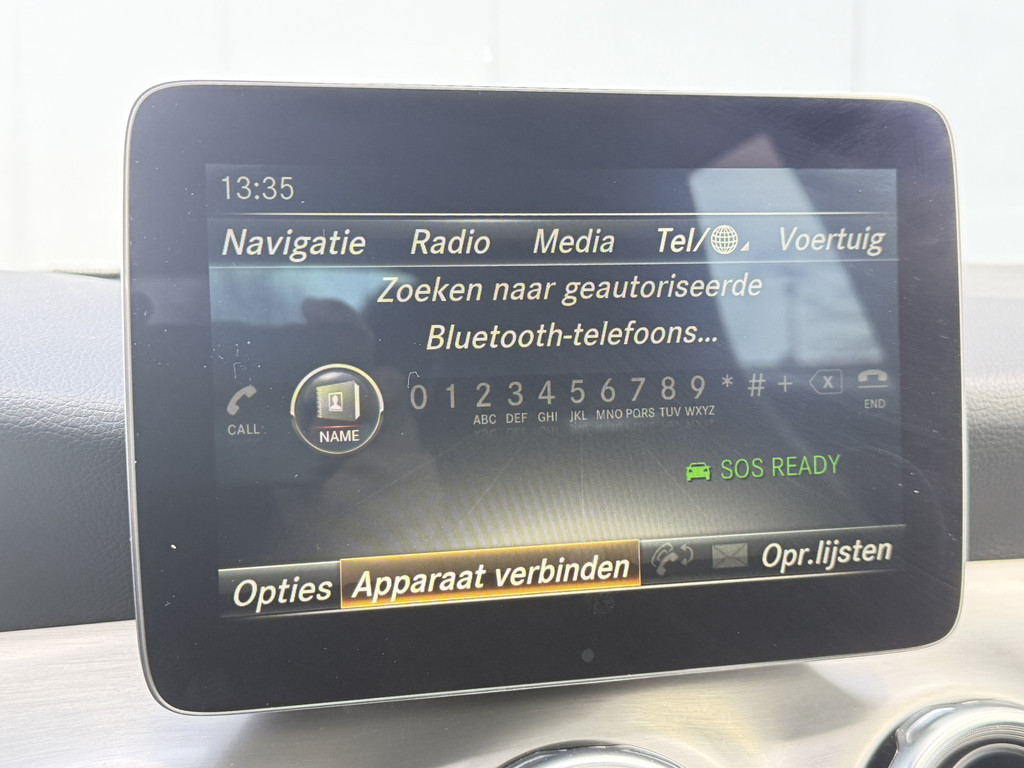 13:35
Navigatie Radio Media Tel/ Voertuig
Zoeken naar geautoriseerde
Bluetooth-telefoons...
0 1 2 3 4 5 6 7 8 9 * # + X
ABC DEF GHI JKL MNO PQRS TUV WXYZ
CALL NAME END
SOS READY
Opties Apparaat verbinden Opr.lijsten